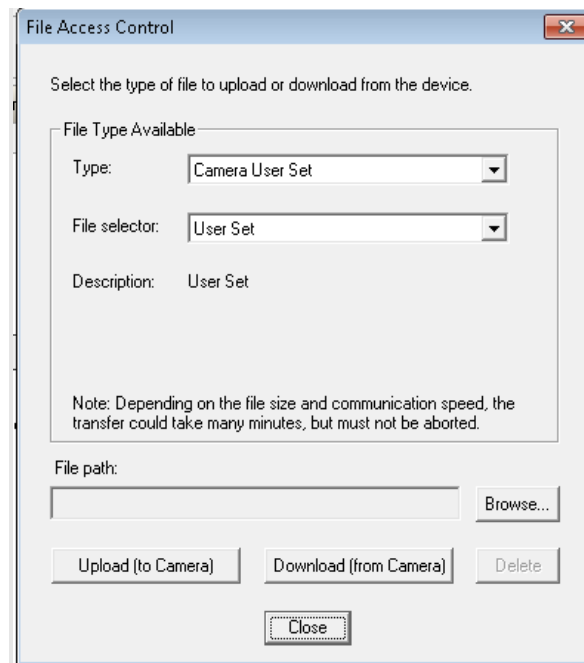 File Access Control
Select the type of file to upload or download from the device.
File Type Available
Type: Camera User Set
File selector: User Set
Description: User Set
Note: Depending on the file size and communication speed, the
transfer could take many minutes, but must not be aborted.
File path:
Browse...
Upload (to Camera) Download (from Camera) Delete
Close